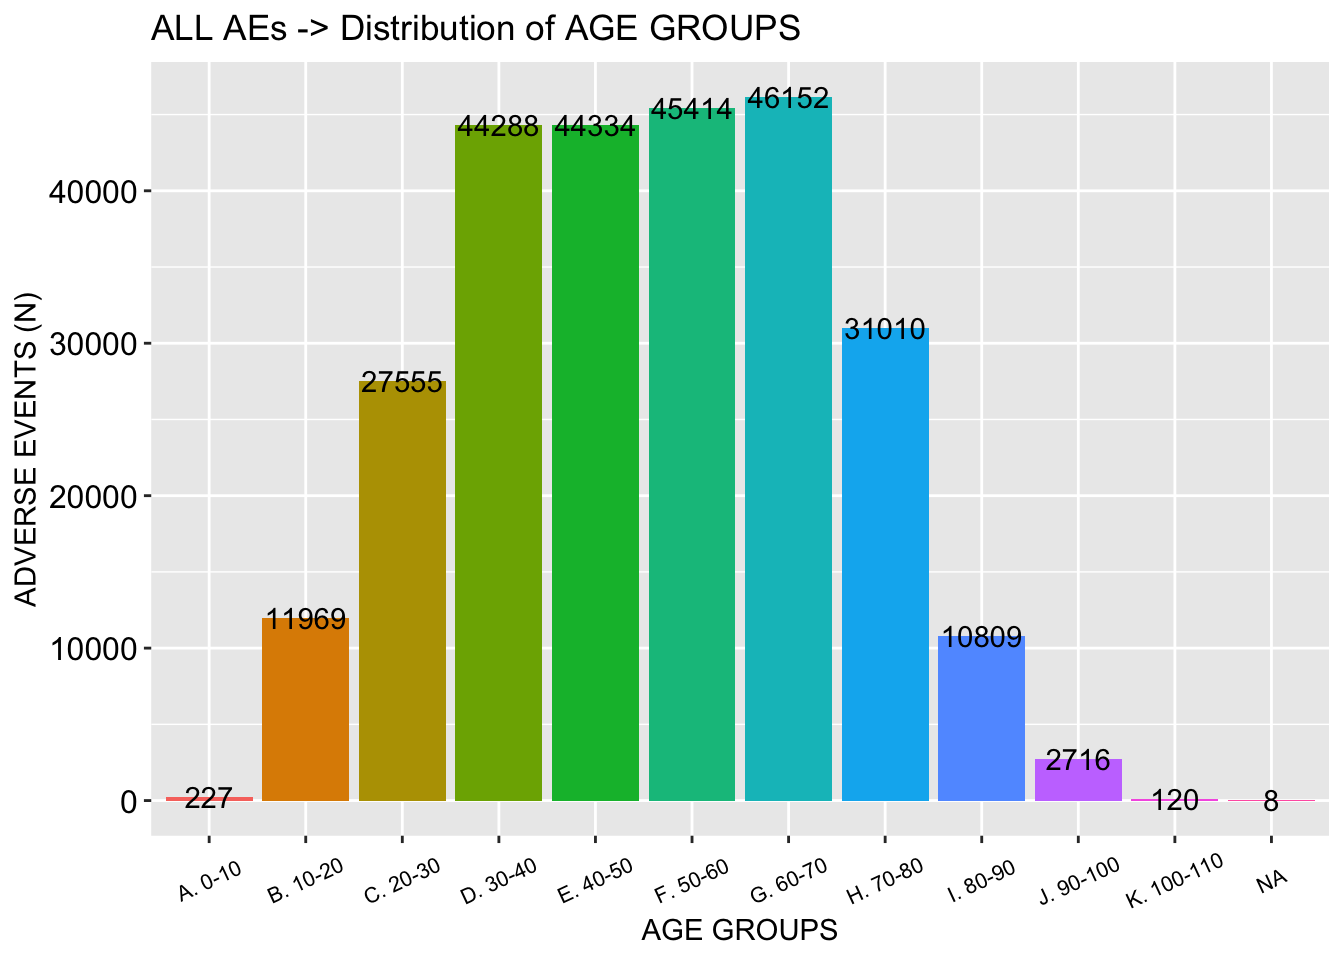 ALL AEs -> Distribution of AGE GROUPS
ADVERSE EVENTS (N)
40000
30000
20000
10000
0
227
11969
27555
44288
44334
45414
46152
31010
10809
2716
120
8
A. 0-10
B. 10-20
C. 20-30
D. 30-40
E. 40-50
F. 50-60
G. 60-70
H. 70-80
I. 80-90
J. 90-100
K. 100-110
NA
AGE GROUPS